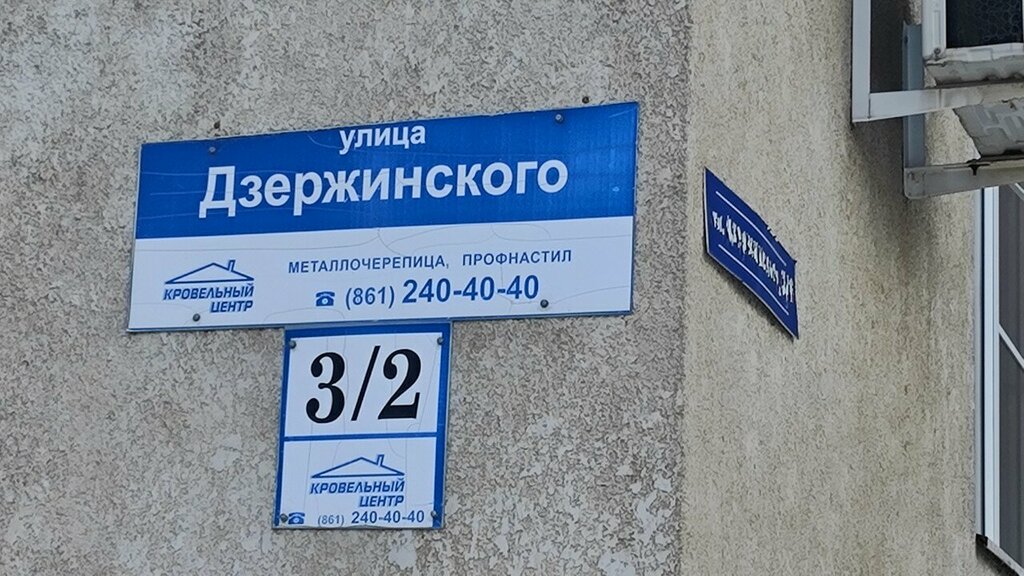 улица
Дзержинского
МЕТАЛЛОЧЕРЕПИЦА, ПРОФНАСТИЛ
КРОВЕЛЬНЫЙ
ЦЕНТР
(861) 240-40-40
3/2
КРОВЕЛЬНЫЙ
ЦЕНТР
(861) 240-40-40